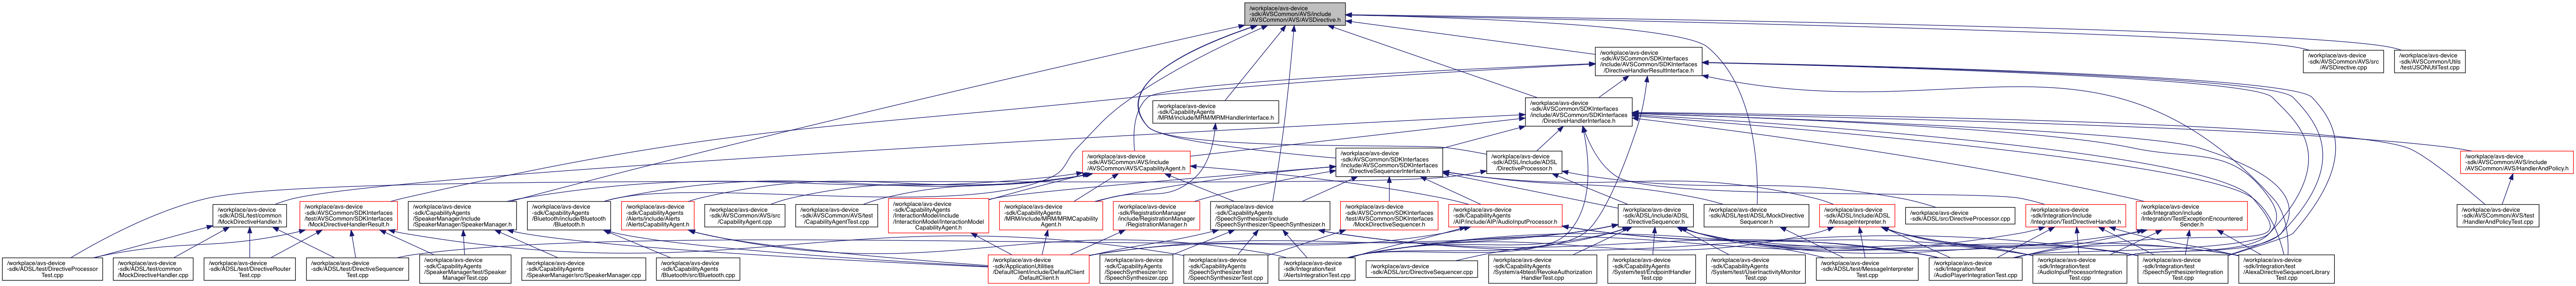 /workplace/avs-device
-sdk/AVSCommon/AVS/include
/AVSCommon/AVS/AVSDirective.h
/workplace/avs-device
-sdk/AVSCommon/SDKInterfaces
/include/AVSCommon/SDKInterfaces
/DirectiveHandlerResultInterface.h
/workplace/avs-device
-sdk/AVSCommon/AVS/src
/AVSDirective.cpp
/workplace/avs-device
-sdk/AVSCommon/Utils
/test/JSONUtilTest.cpp
/workplace/avs-device
-sdk/CapabilityAgents
/MRM/include/MRM/MRMHandlerInterface.h
/workplace/avs-device
-sdk/AVSCommon/SDKInterfaces
/include/AVSCommon/SDKInterfaces
/DirectiveHandlerInterface.h
/workplace/avs-device
-sdk/AVSCommon/AVS/include
/AVSCommon/AVS/CapabilityAgent.h
/workplace/avs-device
-sdk/AVSCommon/SDKInterfaces
/include/AVSCommon/SDKInterfaces
/DirectiveSequencerInterface.h
/workplace/avs-device
-sdk/ADSL/include/ADSL
/DirectiveProcessor.h
/workplace/avs-device
-sdk/AVSCommon/AVS/include
/AVSCommon/AVS/HandlerAndPolicy.h
/workplace/avs-device
-sdk/ADSL/test/common
/MockDirectiveHandler.h
/workplace/avs-device
-sdk/AVSCommon/SDKInterfaces
/test/AVSCommon/SDKInterfaces
/MockDirectiveHandlerResult.h
/workplace/avs-device
-sdk/CapabilityAgents
/SpeakerManager/include
/SpeakerManager/SpeakerManager.h
/workplace/avs-device
-sdk/CapabilityAgents
/Bluetooth/include/Bluetooth
/Bluetooth.h
/workplace/avs-device
-sdk/CapabilityAgents
/Alerts/include/Alerts
/AlertsCapabilityAgent.h
/workplace/avs-device
-sdk/AVSCommon/AVS/src
/CapabilityAgent.cpp
/workplace/avs-device
-sdk/AVSCommon/AVS/test
/CapabilityAgentTest.cpp
/workplace/avs-device
-sdk/CapabilityAgents
/InteractionModel/include
/InteractionModel/InteractionModel
CapabilityAgent.h
/workplace/avs-device
-sdk/CapabilityAgents
/MRM/include/MRM/MRMCapability
Agent.h
/workplace/avs-device
-sdk/RegistrationManager
/include/RegistrationManager
/RegistrationManager.h
/workplace/avs-device
-sdk/CapabilityAgents
/SpeechSynthesizer/include
/SpeechSynthesizer/SpeechSynthesizer.h
/workplace/avs-device
-sdk/AVSCommon/SDKInterfaces
/test/AVSCommon/SDKInterfaces
/MockDirectiveSequencer.h
/workplace/avs-device
-sdk/CapabilityAgents
/AIP/include/AIP/AudioInputProcessor.h
/workplace/avs-device
-sdk/ADSL/include/ADSL
/DirectiveSequencer.h
/workplace/avs-device
-sdk/ADSL/test/ADSL/MockDirective
Sequencer.h
/workplace/avs-device
-sdk/ADSL/include/ADSL
/MessageInterpreter.h
/workplace/avs-device
-sdk/ADSL/src/DirectiveProcessor.cpp
/workplace/avs-device
-sdk/Integration/include
/Integration/TestDirectiveHandler.h
/workplace/avs-device
-sdk/Integration/include
/Integration/TestExceptionEncountered
Sender.h
/workplace/avs-device
-sdk/AVSCommon/AVS/test
/HandlerAndPolicyTest.cpp
/workplace/avs-device
-sdk/ADSL/test/DirectiveProcessor
Test.cpp
/workplace/avs-device
-sdk/ADSL/test/common
/MockDirectiveHandler.cpp
/workplace/avs-device
-sdk/ADSL/test/DirectiveRouter
Test.cpp
/workplace/avs-device
-sdk/ADSL/test/DirectiveSequencer
Test.cpp
/workplace/avs-device
-sdk/CapabilityAgents
/SpeakerManager/test/Speaker
ManagerTest.cpp
/workplace/avs-device
-sdk/CapabilityAgents
/SpeakerManager/src/SpeakerManager.cpp
/workplace/avs-device
-sdk/CapabilityAgents
/Bluetooth/src/Bluetooth.cpp
/workplace/avs-device
-sdk/ApplicationUtilities
/DefaultClient/include/DefaultClient
/DefaultClient.h
/workplace/avs-device
-sdk/CapabilityAgents
/SpeechSynthesizer/src
/SpeechSynthesizer.cpp
/workplace/avs-device
-sdk/CapabilityAgents
/SpeechSynthesizer/test
/SpeechSynthesizerTest.cpp
/workplace/avs-device
-sdk/Integration/test
/AlertsIntegrationTest.cpp
/workplace/avs-device
-sdk/ADSL/src/DirectiveSequencer.cpp
/workplace/avs-device
-sdk/CapabilityAgents
/System/a4btest/RevokeAuthorization
HandlerTest.cpp
/workplace/avs-device
-sdk/CapabilityAgents
/System/test/EndpointHandler
Test.cpp
/workplace/avs-device
-sdk/CapabilityAgents
/System/test/UserInactivityMonitor
Test.cpp
/workplace/avs-device
-sdk/ADSL/test/MessageInterpreter
Test.cpp
/workplace/avs-device
-sdk/Integration/test
/AudioPlayerIntegrationTest.cpp
/workplace/avs-device
-sdk/Integration/test
/AudioInputProcessorIntegration
Test.cpp
/workplace/avs-device
-sdk/Integration/test
/SpeechSynthesizerIntegration
Test.cpp
/workplace/avs-device
-sdk/Integration/test
/AlexaDirectiveSequencerLibrary
Test.cpp